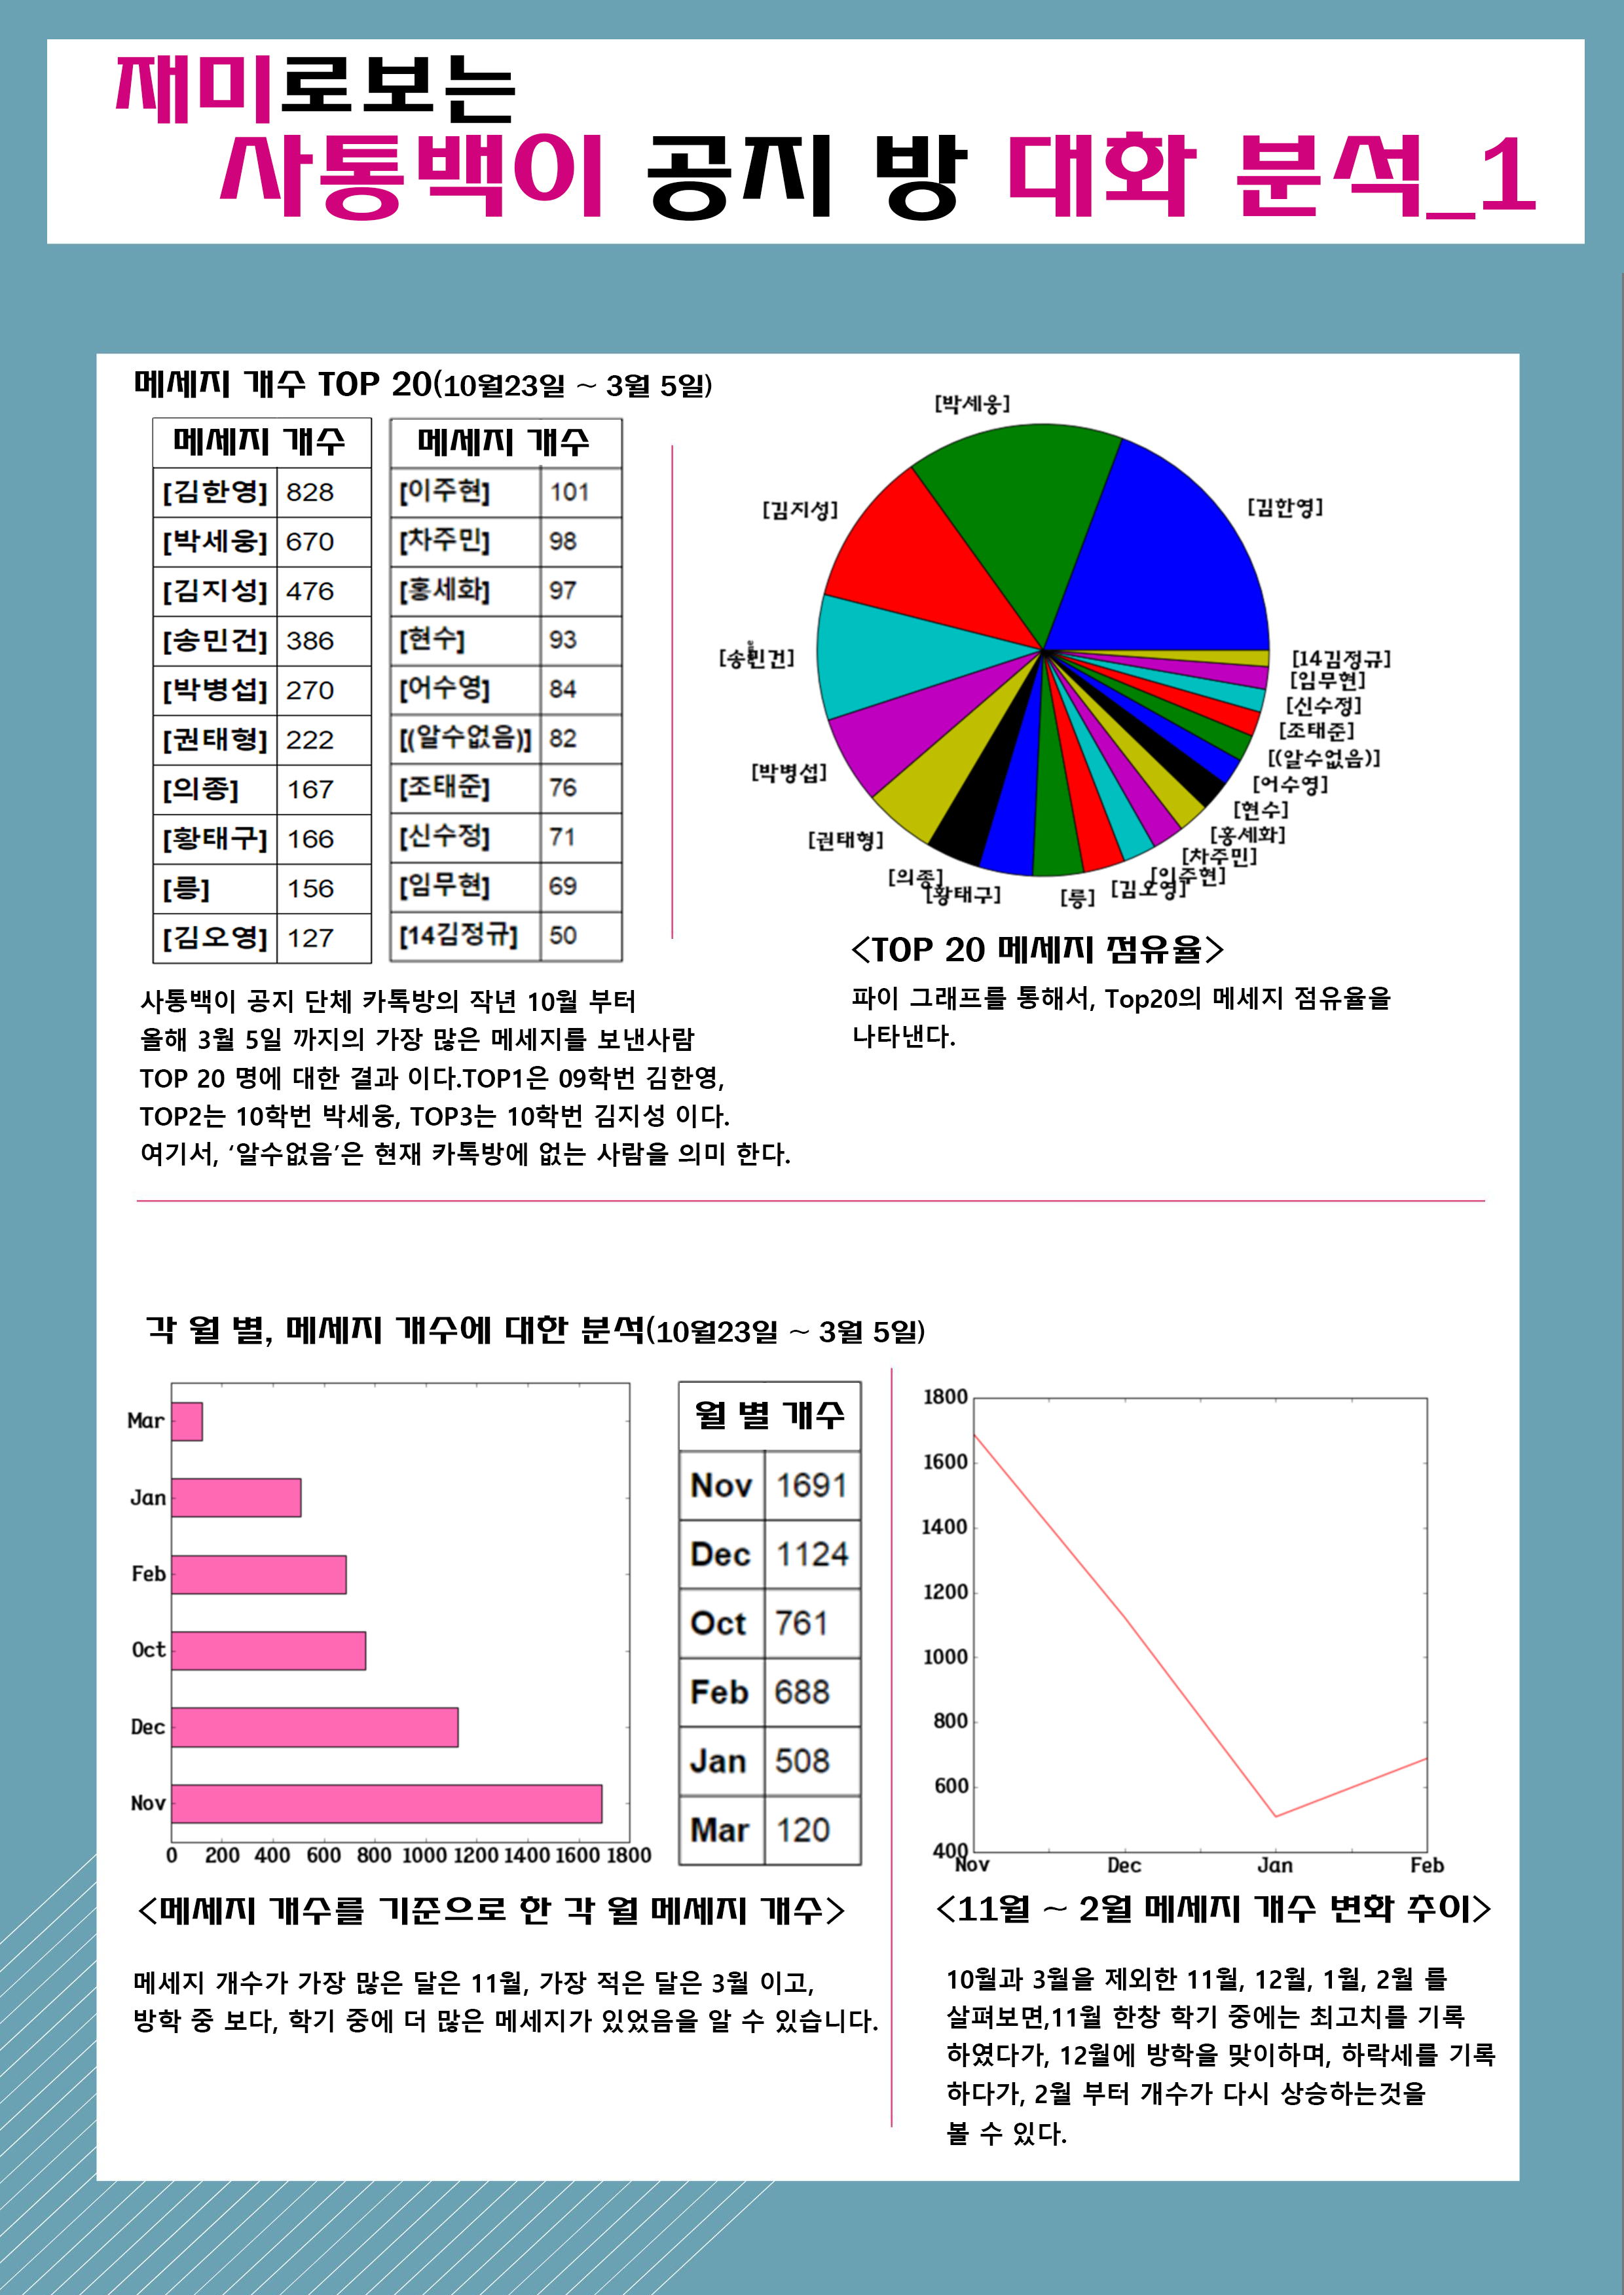 재미로보는
사통백이 공지 방 대화 분석_1
메세지 개수 TOP 20(10월23일 ~ 3월 5일)
메세지 개수
[김한영] 828
[박세웅] 670
[김지성] 476
[송민건] 386
[박병섭] 270
[권태형] 222
[의종] 167
[황태구] 166
[릉] 156
[김오영] 127
메세지 개수
[이주현] 101
[차주민] 98
[홍세화] 97
[현수] 93
[어수영] 84
[(알수없음)] 82
[조태준] 76
[신수정] 71
[임무현] 69
[14김정규] 50
[박세웅]
[김한영]
[김지성]
[송민건]
[박병섭]
[권태형]
[의종]
[황태구]
[릉]
[김오영]
[이주현]
[차주민]
[홍세화]
[현수]
[어수영]
[(알수없음)]
[조태준]
[신수정]
[임무현]
[14김정규]
<TOP 20 메세지 점유율>
파이 그래프를 통해서, Top20의 메세지 점유율을
나타낸다.
사통백이 공지 단체 카톡방의 작년 10월 부터
올해 3월 5일 까지의 가장 많은 메세지를 보낸사람
TOP 20 명에 대한 결과 이다.TOP1은 09학번 김한영,
TOP2는 10학번 박세웅, TOP3는 10학번 김지성 이다.
여기서, ‘알수없음’은 현재 카톡방에 없는 사람을 의미 한다.
각 월 별, 메세지 개수에 대한 분석(10월23일 ~ 3월 5일)
Mar
Jan
Feb
Oct
Dec
Nov
0 200 400 600 800 1000 1200 1400 1600 1800
월 별 개수
Nov 1691
Dec 1124
Oct 761
Feb 688
Jan 508
Mar 120
1800
1600
1400
1200
1000
800
600
400
Nov Dec Jan Feb
<메세지 개수를 기준으로 한 각 월 메세지 개수>
메세지 개수가 가장 많은 달은 11월, 가장 적은 달은 3월 이고,
방학 중 보다, 학기 중에 더 많은 메세지가 있었음을 알 수 있습니다.
<11월 ~ 2월 메세지 개수 변화 추이>
10월과 3월을 제외한 11월, 12월, 1월, 2월 를
살펴보면,11월 한창 학기 중에는 최고치를 기록
하였다가, 12월에 방학을 맞이하며, 하락세를 기록
하다가, 2월 부터 개수가 다시 상승하는것을
볼 수 있다.